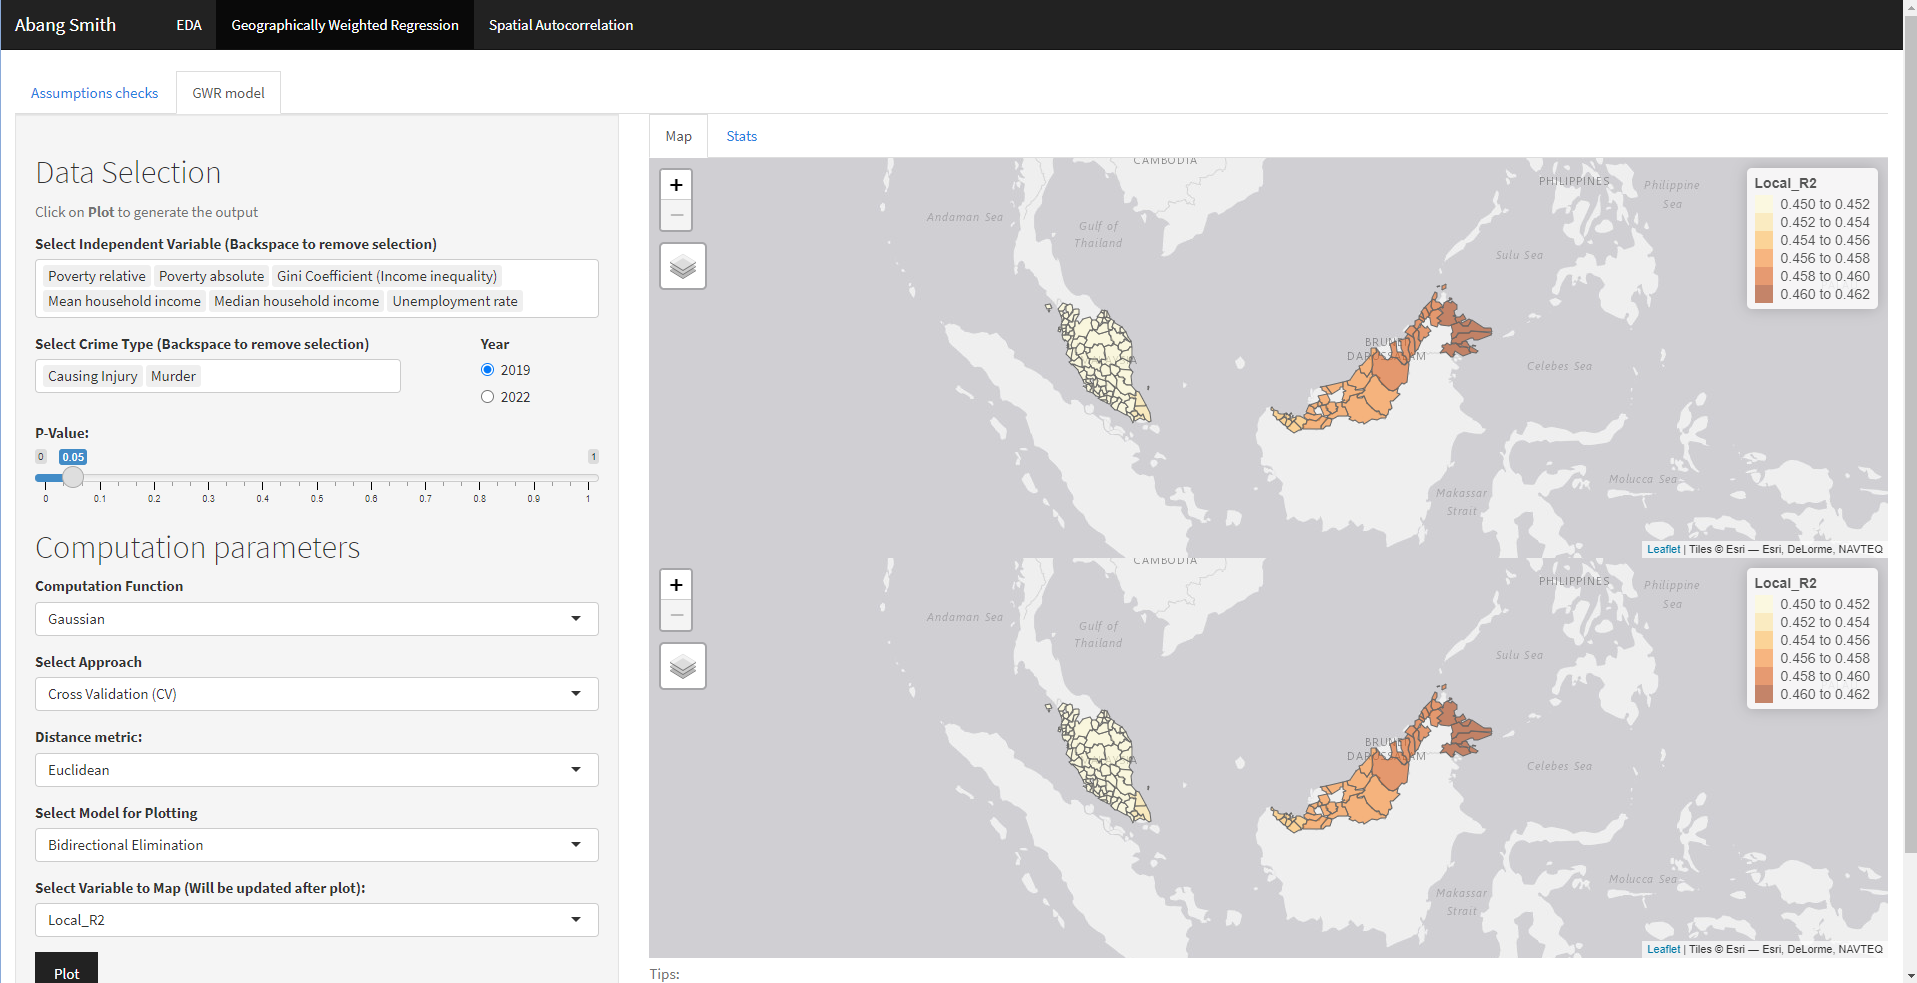 Abang Smith EDA Geographically Weighted Regression Spatial Autocorrelation
Assumptions checks GWR model
Data Selection
Click on Plot to generate the output
Select Independent Variable (Backspace to remove selection)
Poverty relative Poverty absolute Gini Coefficient (Income inequality)
Mean household income Median household income Unemployment rate
Select Crime Type (Backspace to remove selection)
Causing Injury Murder
Year
2019
2022
P-Value:
0 0.05 1
0 0.1 0.2 0.3 0.4 0.5 0.6 0.7 0.8 0.9 1
Computation parameters
Computation Function
Gaussian
Select Approach
Cross Validation (CV)
Distance metric:
Euclidean
Select Model for Plotting
Bidirectional Elimination
Select Variable to Map (Will be updated after plot):
Local_R2
Plot
Map Stats
+
−
CAMBODIA
PHILIPPINES
Philippine
Sea
Andaman Sea
Gulf of
Thailand
Sulu Sea
DARUSSALAM
Celebes Sea
Molucca Sea
Makassar
Strait
Local_R2
0.450 to 0.452
0.452 to 0.454
0.454 to 0.456
0.456 to 0.458
0.458 to 0.460
0.460 to 0.462
Leaflet | Tiles © Esri — Esri, DeLorme, NAVTEQ
+
−
CAMBODIA
PHILIPPINES
Philippine
Sea
Andaman Sea
Gulf of
Thailand
Sulu Sea
DARUSSALAM
Celebes Sea
Molucca Sea
Makassar
Strait
Local_R2
0.450 to 0.452
0.452 to 0.454
0.454 to 0.456
0.456 to 0.458
0.458 to 0.460
0.460 to 0.462
Leaflet | Tiles © Esri — Esri, DeLorme, NAVTEQ
Tips: